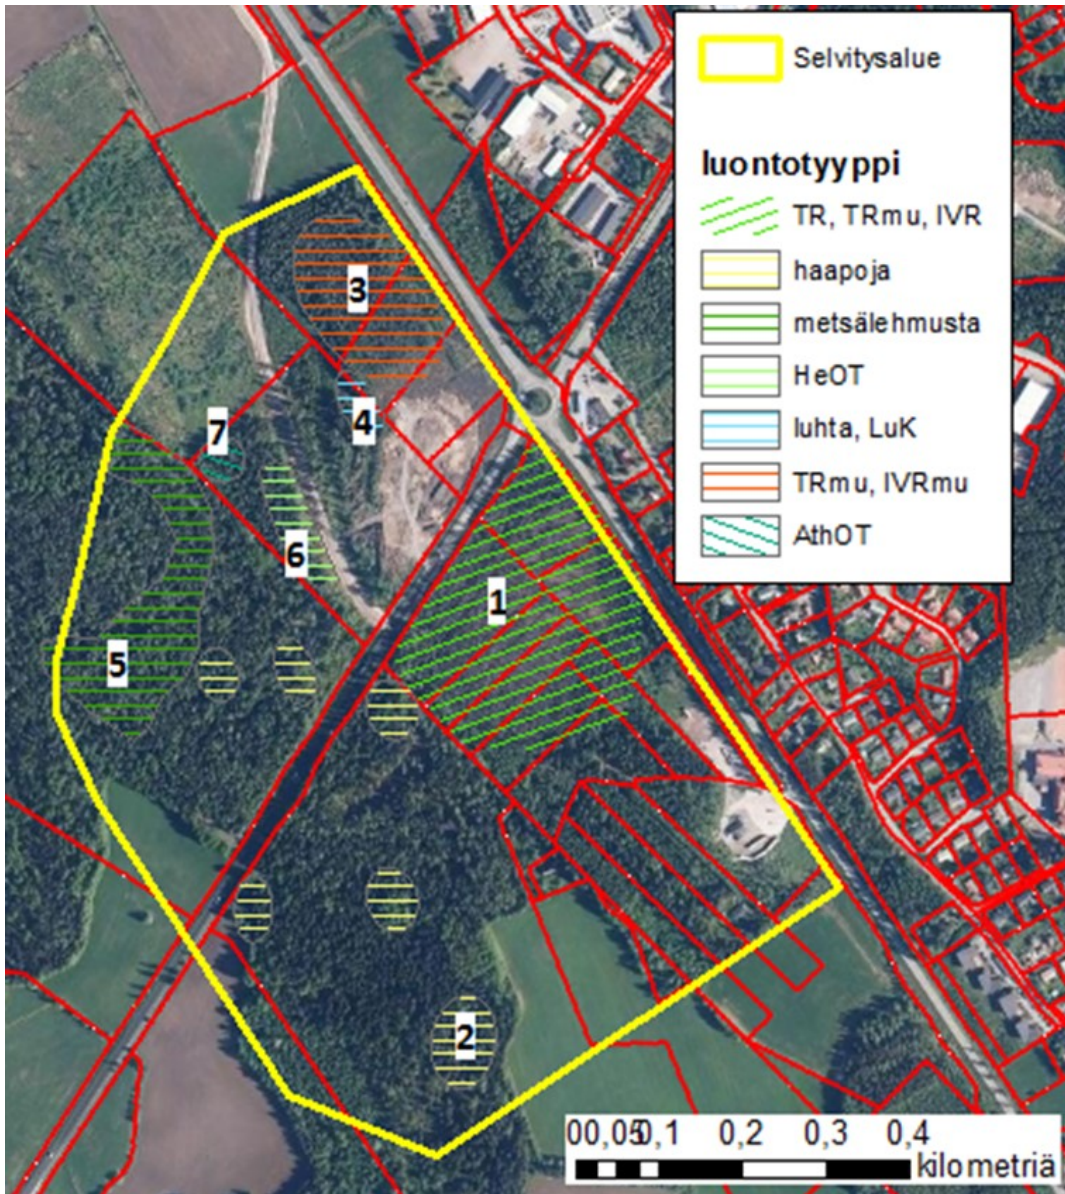 Selvitysalue
luontotyyppi
TR, TRmu, IVR
haapoja
metsälehmusta
HeOT
luhta, LuK
TRmu, IVRmu
AthOT
3
4
7
6
1
5
2
00,050,1 0,2 0,3 0,4
kilometriä